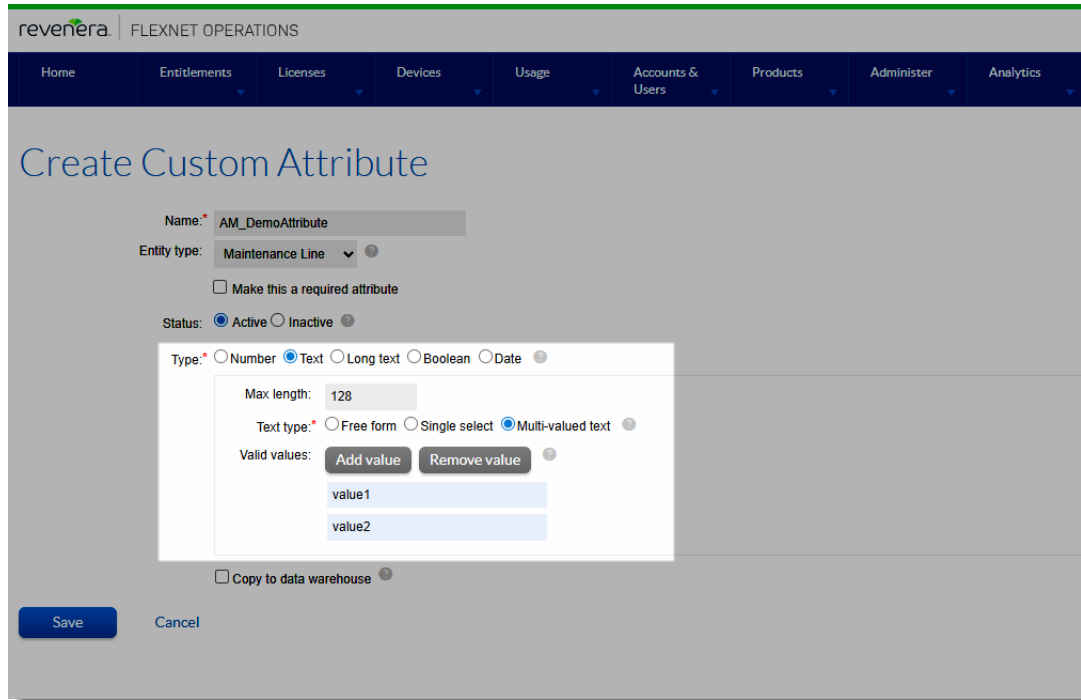 revenera. FLEXNET OPERATIONS
Home Entitlements Licenses Devices Usage Accounts & Users Products Administer Analytics
Create Custom Attribute
Name:* AM_DemoAttribute
Entity type: Maintenance Line ?
Make this a required attribute
Status: Active Inactive ?
Type:* Number Text Long text Boolean Date ?
Max length: 128
Text type:* Free form Single select Multi-valued text ?
Valid values: Add value Remove value ?
value1
value2
Copy to data warehouse ?
Save Cancel